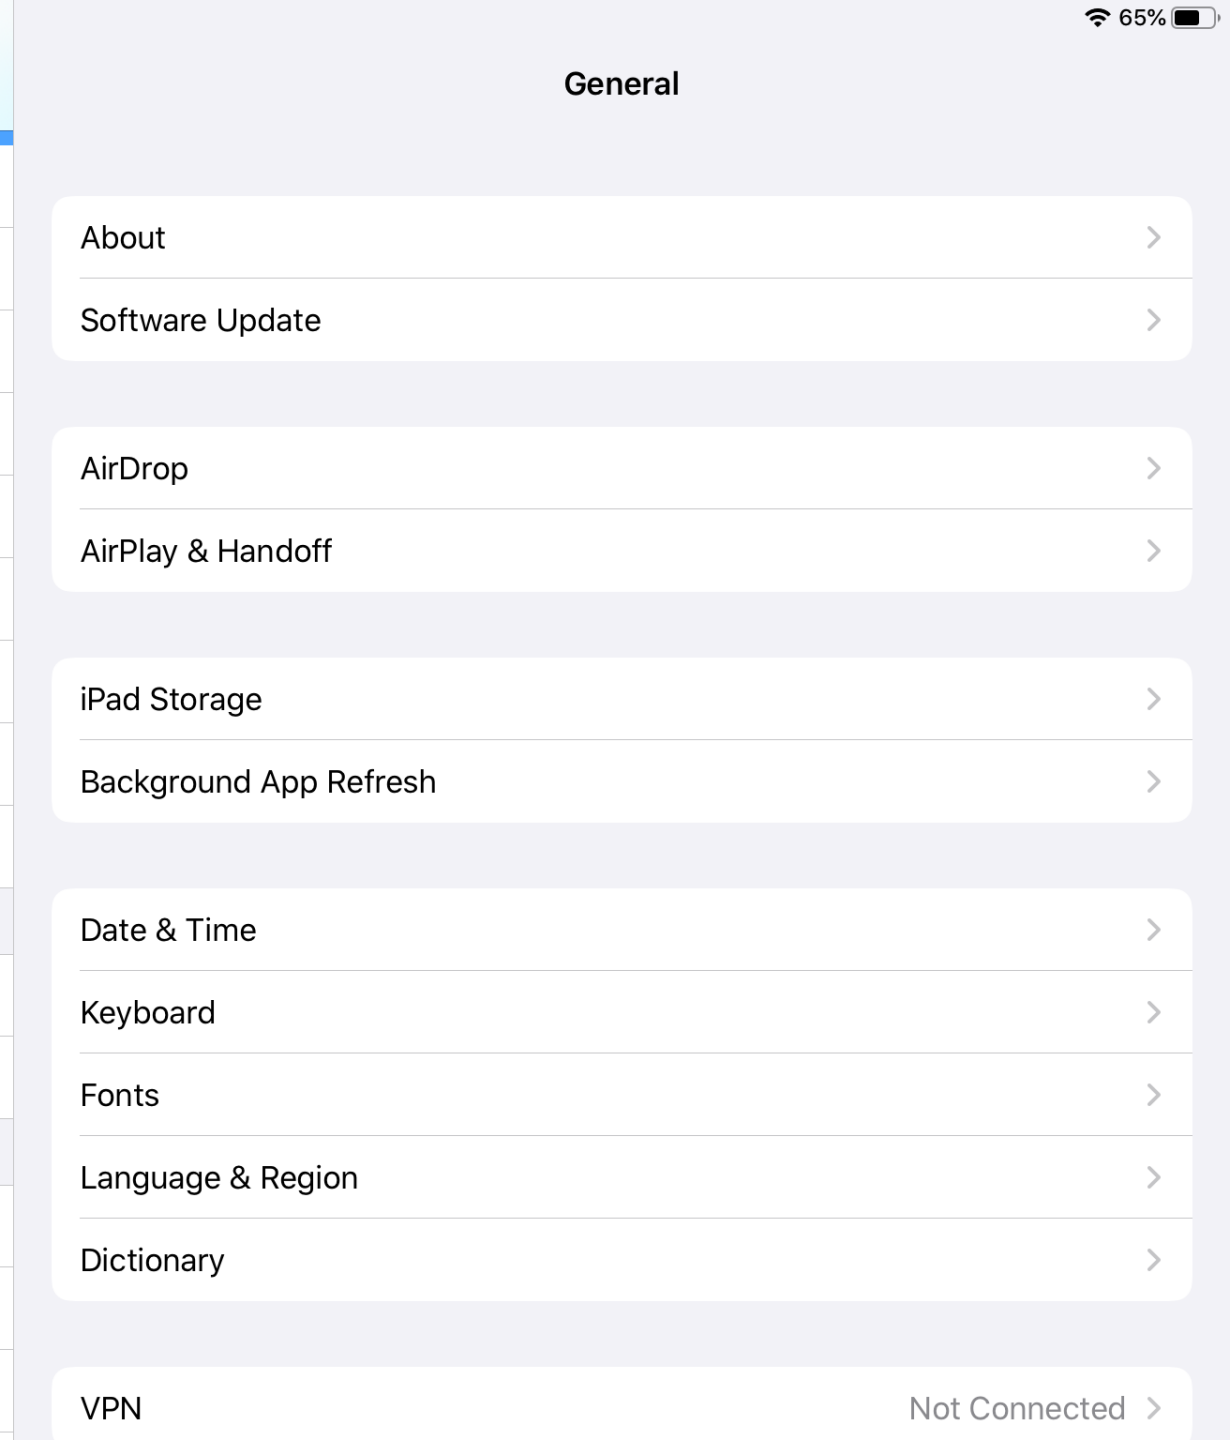 65%
General
About
Software Update
AirDrop
AirPlay & Handoff
iPad Storage
Background App Refresh
Date & Time
Keyboard
Fonts
Language & Region
Dictionary
VPN Not Connected